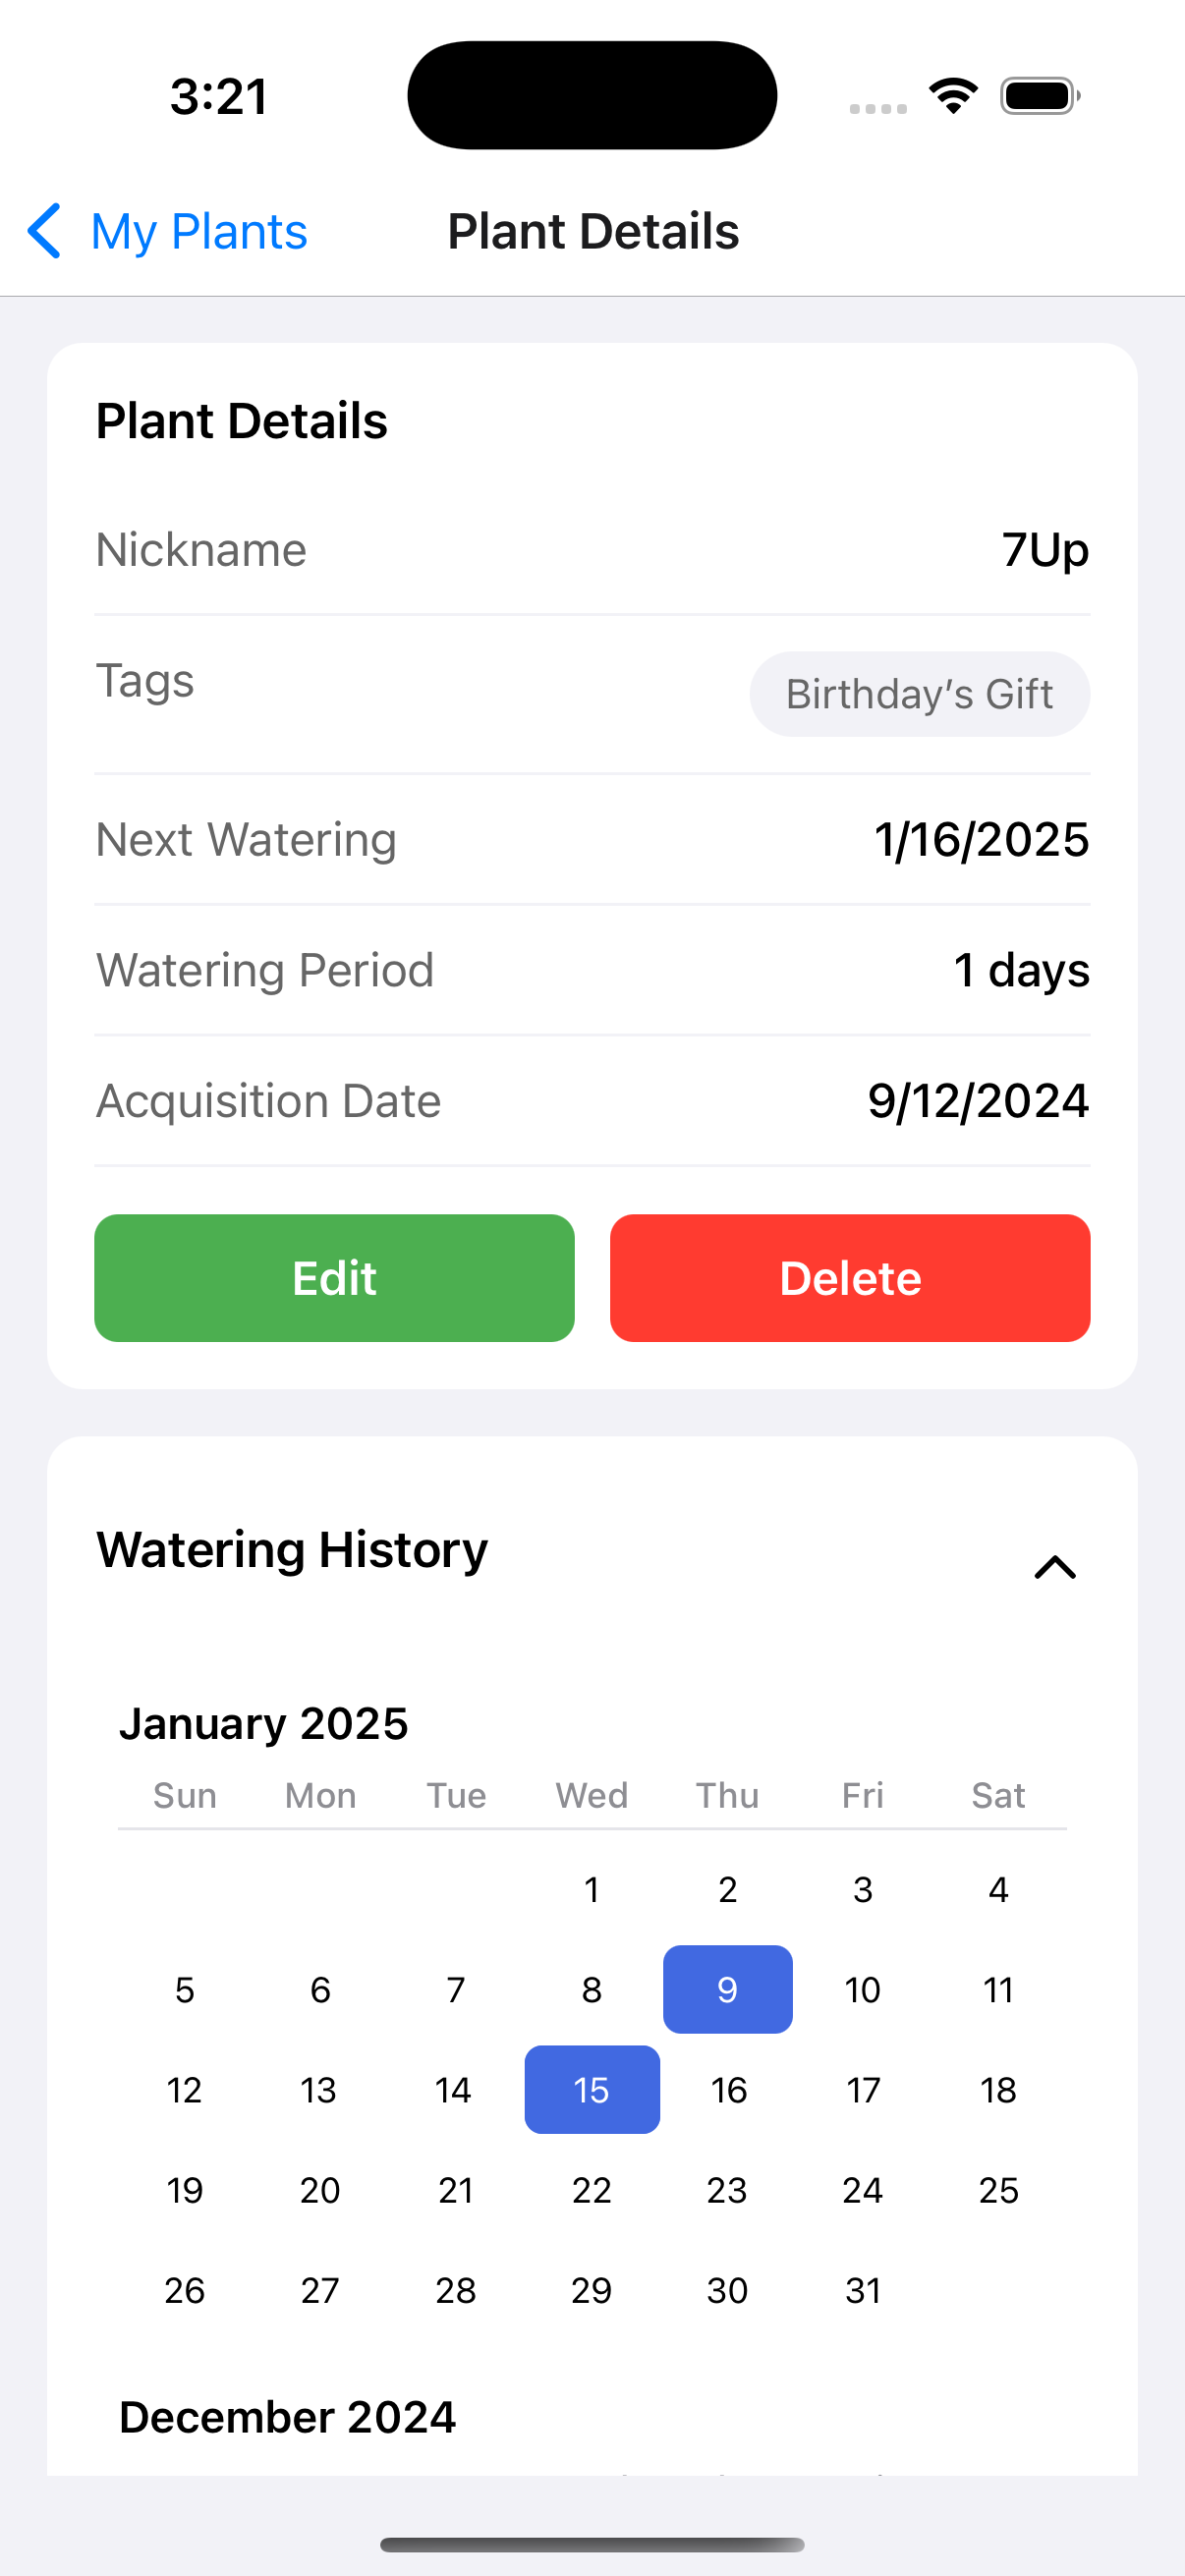 3:21
My Plants Plant Details
Plant Details
Nickname 7Up
Tags Birthday’s Gift
Next Watering 1/16/2025
Watering Period 1 days
Acquisition Date 9/12/2024
Edit Delete
Watering History
January 2025
Sun Mon Tue Wed Thu Fri Sat
1 2 3 4
5 6 7 8 9 10 11
12 13 14 15 16 17 18
19 20 21 22 23 24 25
26 27 28 29 30 31
December 2024